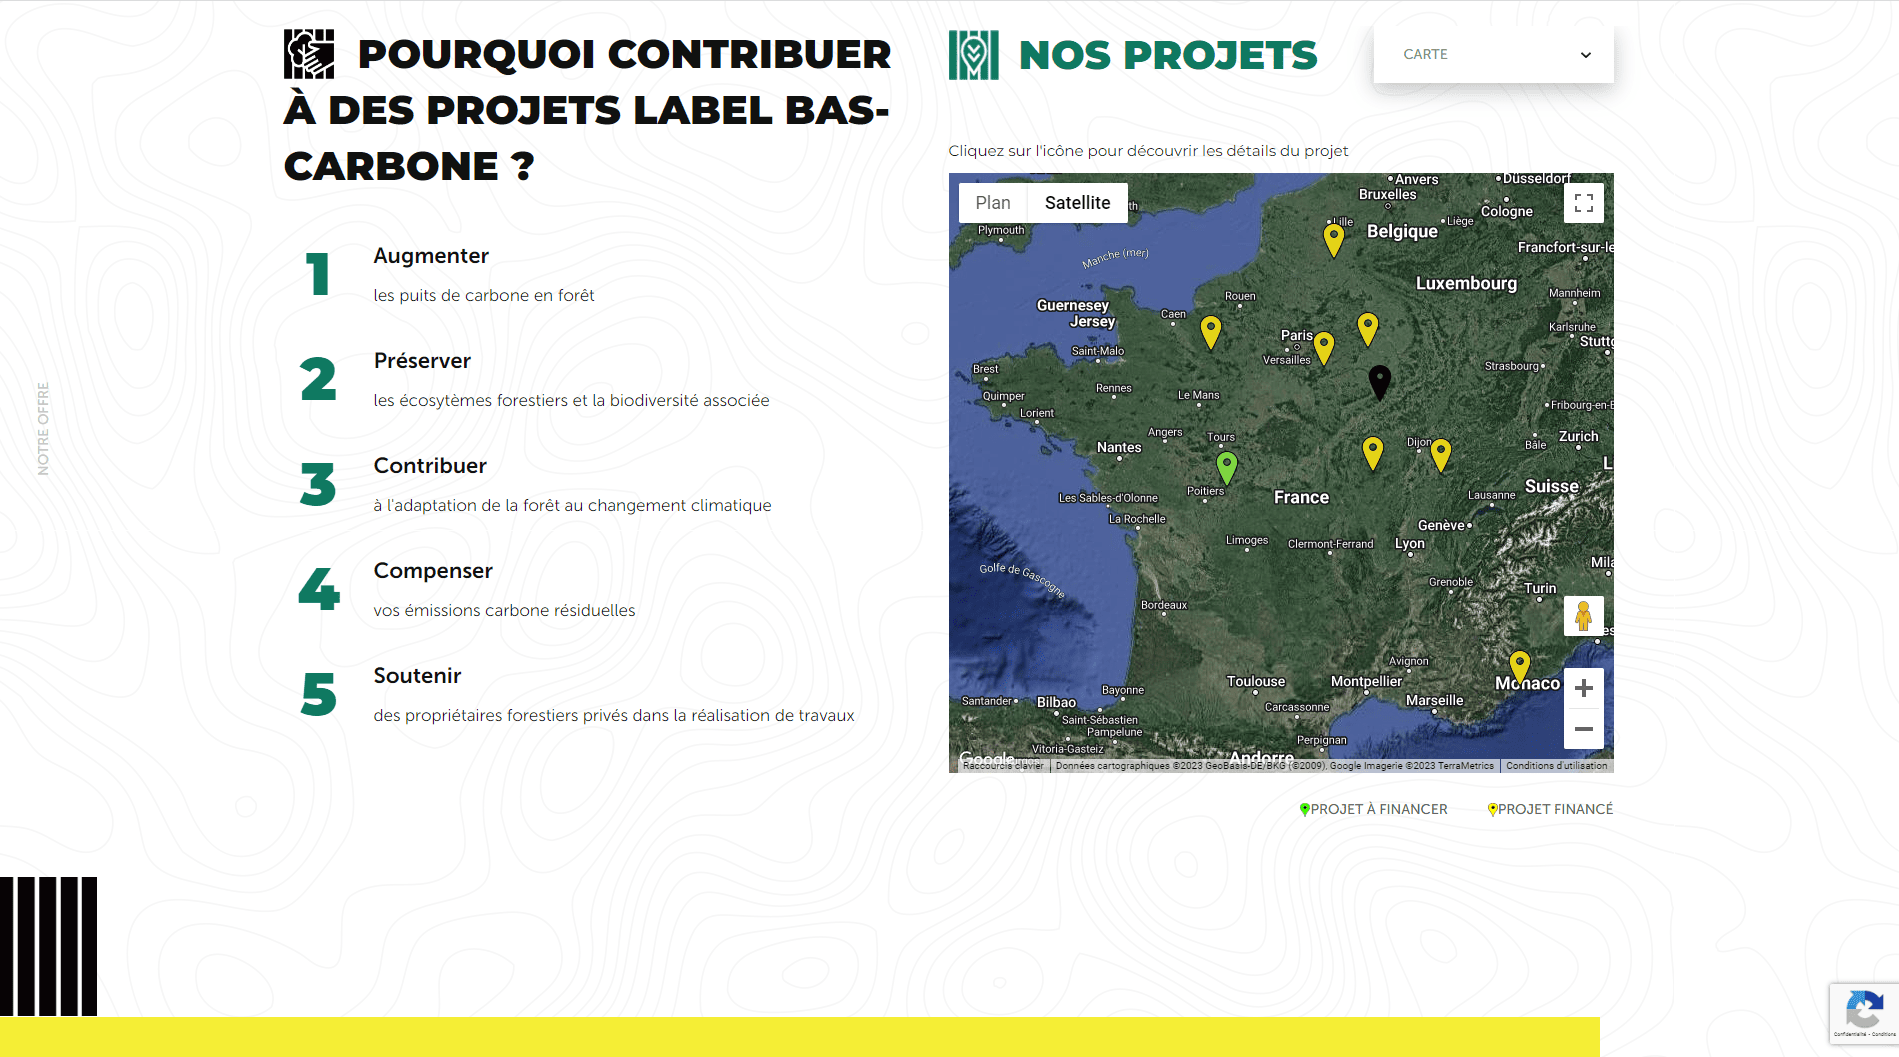 POURQUOI CONTRIBUER
À DES PROJETS LABEL BAS-
CARBONE ?
1
Augmenter
les puits de carbone en forêt
2
Préserver
les écosytèmes forestiers et la biodiversité associée
3
Contribuer
à l'adaptation de la forêt au changement climatique
4
Compenser
vos émissions carbone résiduelles
5
Soutenir
des propriétaires forestiers privés dans la réalisation de travaux
NOTRE OFFRE
NOS PROJETS
CARTE
Cliquez sur l'icône pour découvrir les détails du projet
Plan
Satellite
Anvers
Düsseldorf
Bruxelles
Cologne
Lille
Liège
Plymouth
Belgique
Francfort-sur-le
Manche (mer)
Luxembourg
Mannheim
Rouen
Guernesey
Jersey
Caen
Karlsruhe
Paris
Stuttg
Versailles
Saint-Malo
Strasbourg
Brest
Rennes
Le Mans
Quimper
Lorient
Fribourg-en-B
Angers
Tours
Dijon
Bâle
Zurich
Nantes
Poitiers
Les Sables-d'Olonne
France
Lausanne
Suisse
La Rochelle
Genève
Limoges
Clermont-Ferrand
Lyon
Golfe de Gascogne
Grenoble
Turin
Mila
Bordeaux
Avignon
Toulouse
Montpellier
Monaco
Bayonne
Santander
Bilbao
Carcassonne
Marseille
Saint-Sébastien
Pampelune
Perpignan
Vitoria-Gasteiz
Andorre
Google
Raccourcis clavier
Données cartographiques ©2023 GeoBasis-DE/BKG (©2009), Google Imagerie ©2023 TerraMetrics
Conditions d'utilisation
PROJET À FINANCER
PROJET FINANCÉ
Confidentialité - Conditions